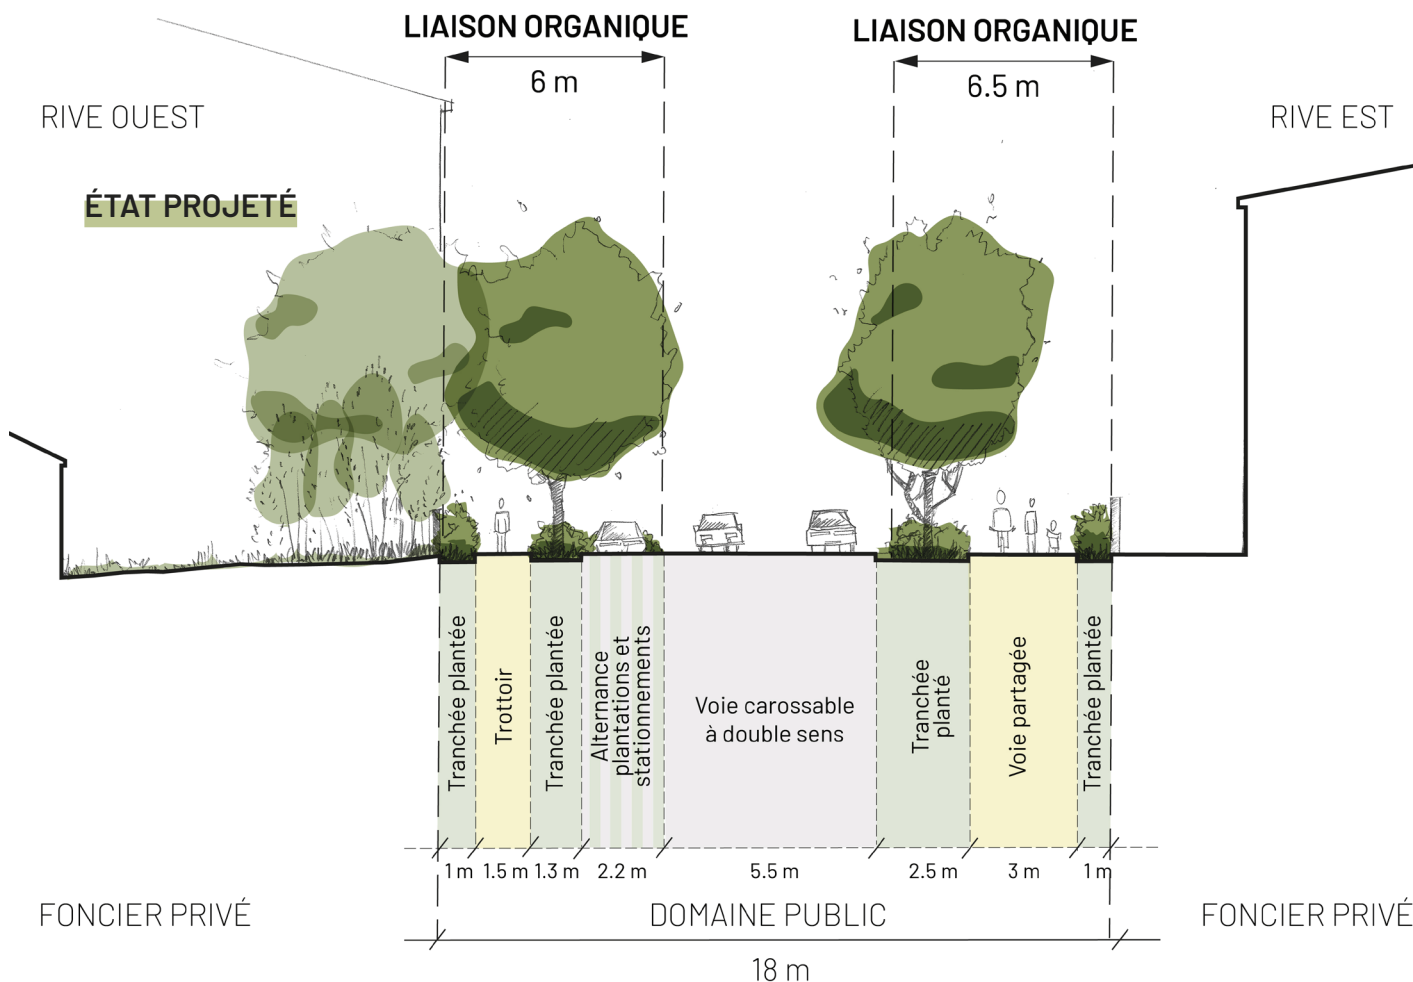 LIAISON ORGANIQUE
6 m
LIAISON ORGANIQUE
6.5 m
RIVE OUEST
RIVE EST
ÉTAT PROJETÉ
Tranchée plantée
Trottoir
Tranchée plantée
Alternance
plantations et
stationnements
Voie carossable
à double sens
Tranchée
planté
Voie partagée
Tranchée plantée
1 m
1.5 m
1.3 m
2.2 m
5.5 m
2.5 m
3 m
1 m
FONCIER PRIVÉ
DOMAINE PUBLIC
FONCIER PRIVÉ
18 m